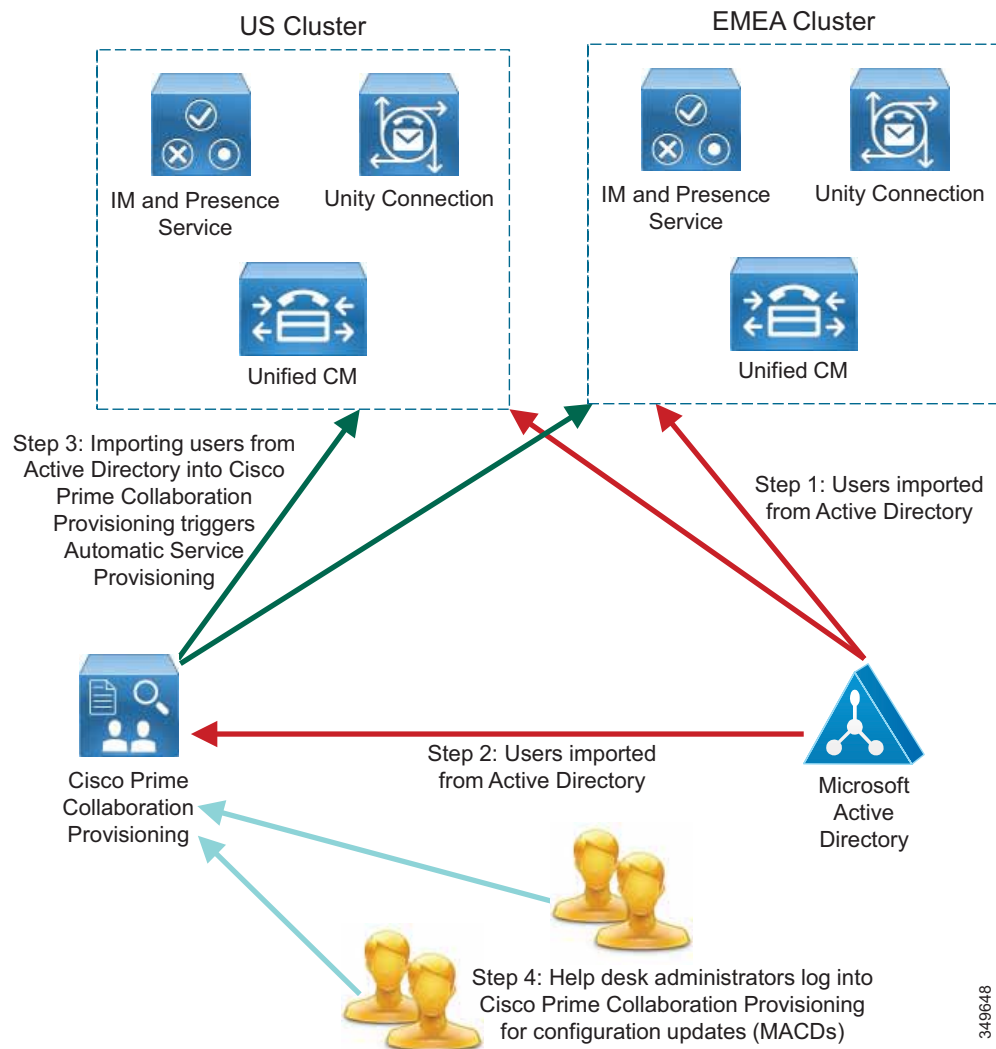 US Cluster
EMEA Cluster
IM and Presence
Service
Unity Connection
Unified CM
IM and Presence
Service
Unity Connection
Unified CM
Step 3: Importing users from
Active Directory into Cisco
Prime Collaboration
Provisioning triggers
Automatic Service
Provisioning
Step 1: Users imported
from Active Directory
Step 2: Users imported
from Active Directory
Cisco Prime
Collaboration
Provisioning
Microsoft
Active
Directory
Step 4: Help desk administrators log into
Cisco Prime Collaboration Provisioning
for configuration updates (MACDs)
349648